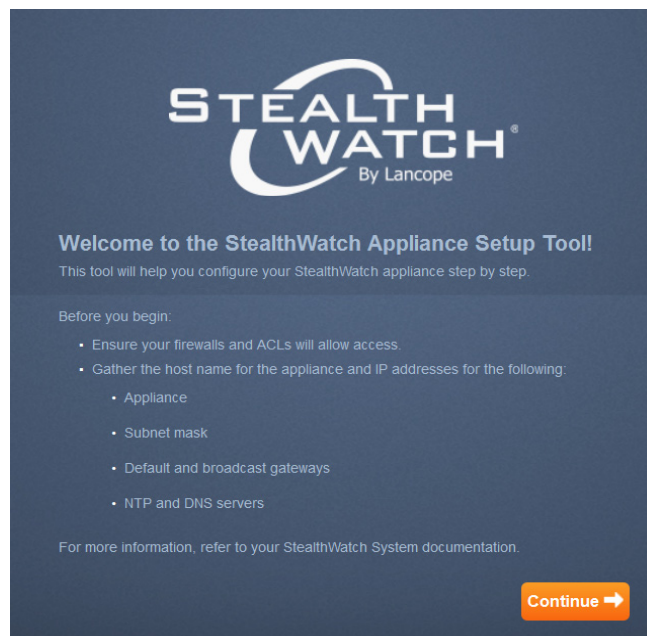 STEALTH
WATCH®
By Lancope
Welcome to the StealthWatch Appliance Setup Tool!
This tool will help you configure your StealthWatch appliance step by step.
Before you begin:
• Ensure your firewalls and ACLs will allow access.
• Gather the host name for the appliance and IP addresses for the following:
• Appliance
• Subnet mask
• Default and broadcast gateways
• NTP and DNS servers
For more information, refer to your StealthWatch System documentation.
Continue